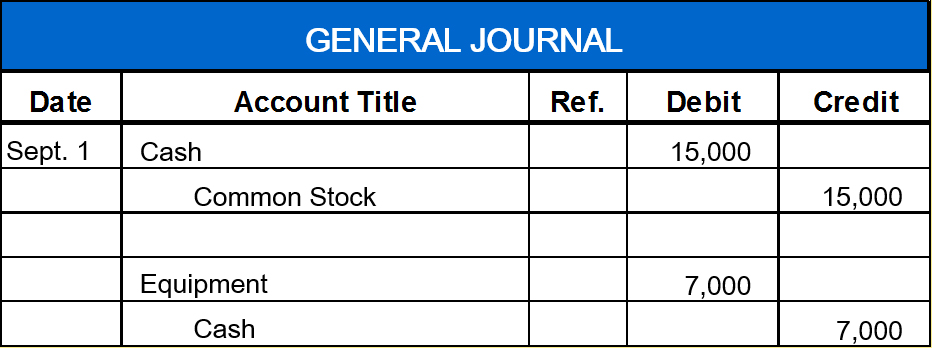 GENERAL JOURNAL
Date Account Title Ref. Debit Credit
Sept. 1 Cash 15,000
Common Stock 15,000
Equipment 7,000
Cash 7,000